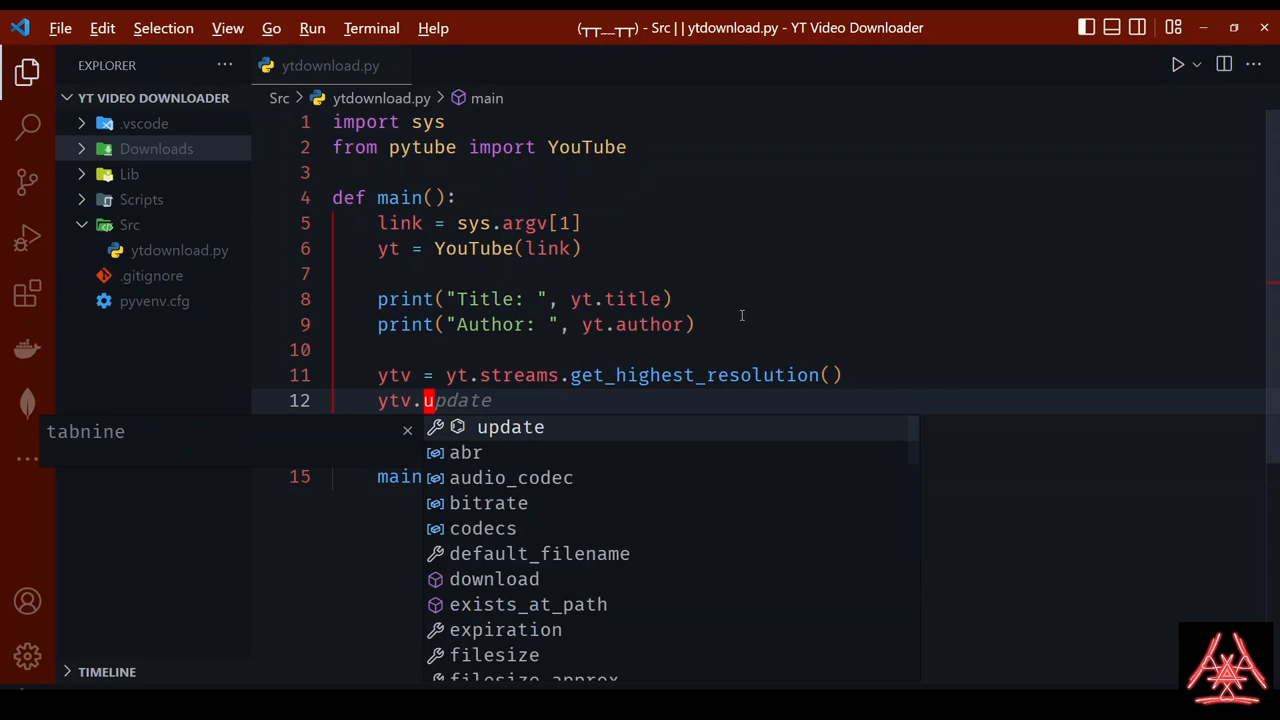 File Edit Selection View Go Run Terminal Help (┬┬﹏┬┬) - Src || ytdownload.py - YT Video Downloader
EXPLORER ···
ytdownload.py
YT VIDEO DOWNLOADER
.vscode
Downloads
Lib
Scripts
Src
ytdownload.py
.gitignore
pyvenv.cfg
TIMELINE
Src > ytdownload.py > main
1 import sys
2 from pytube import YouTube
3
4 def main():
5 link = sys.argv[1]
6 yt = YouTube(link)
7
8 print("Title: ", yt.title)
9 print("Author: ", yt.author)
10
11 ytv = yt.streams.get_highest_resolution()
12 ytv.update
tabnine
15 main
update
abr
audio_codec
bitrate
codecs
default_filename
download
exists_at_path
expiration
filesize
filesize_approx